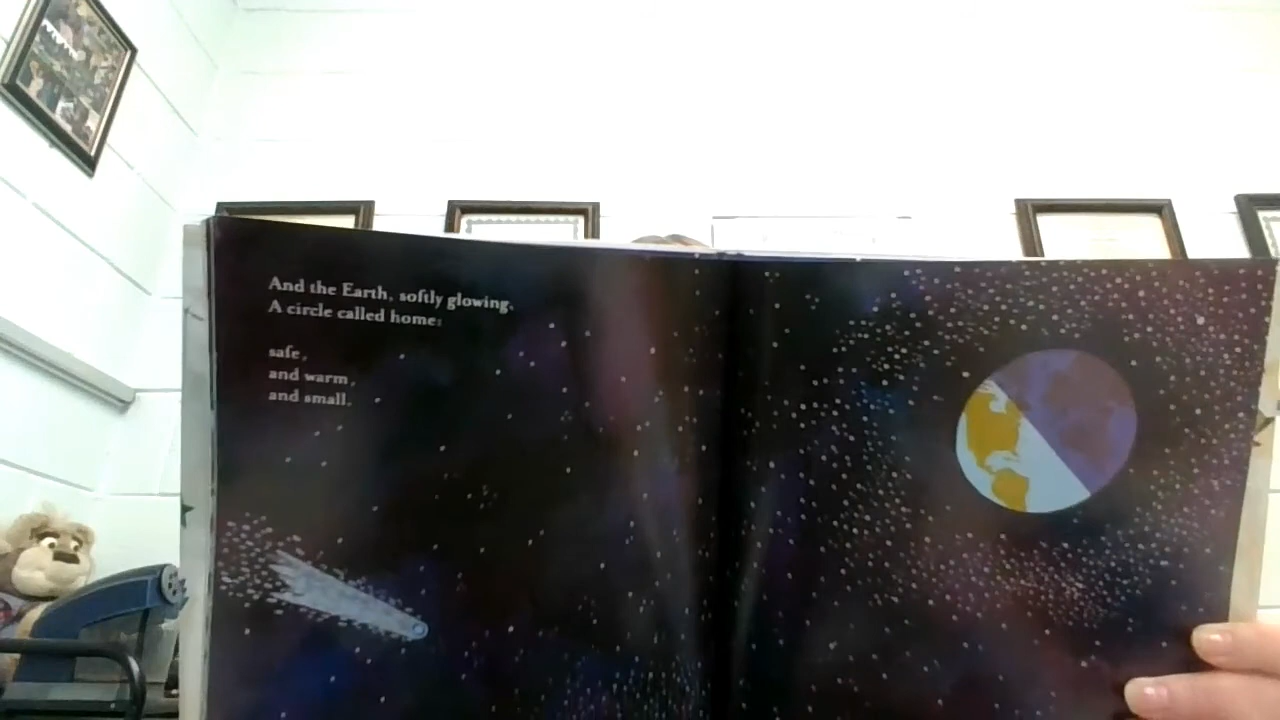 And the Earth, softly glowing.
A circle called home:
safe,
and warm,
and small.